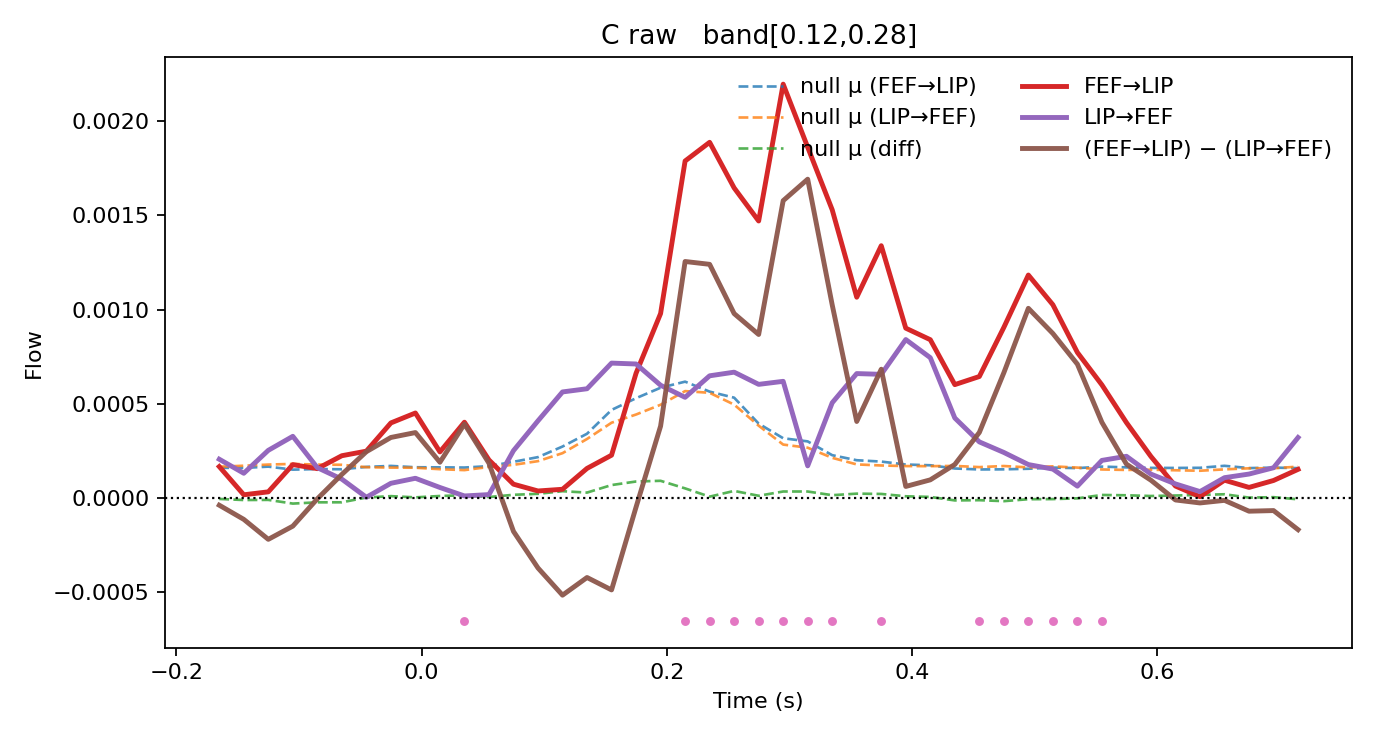 C raw   band[0.12,0.28]
null μ (FEF→LIP)
null μ (LIP→FEF)
null μ (diff)
FEF→LIP
LIP→FEF
(FEF→LIP) − (LIP→FEF)
Flow
0.0020
0.0015
0.0010
0.0005
0.0000
−0.0005
−0.2
0.0
0.2
0.4
0.6
Time (s)